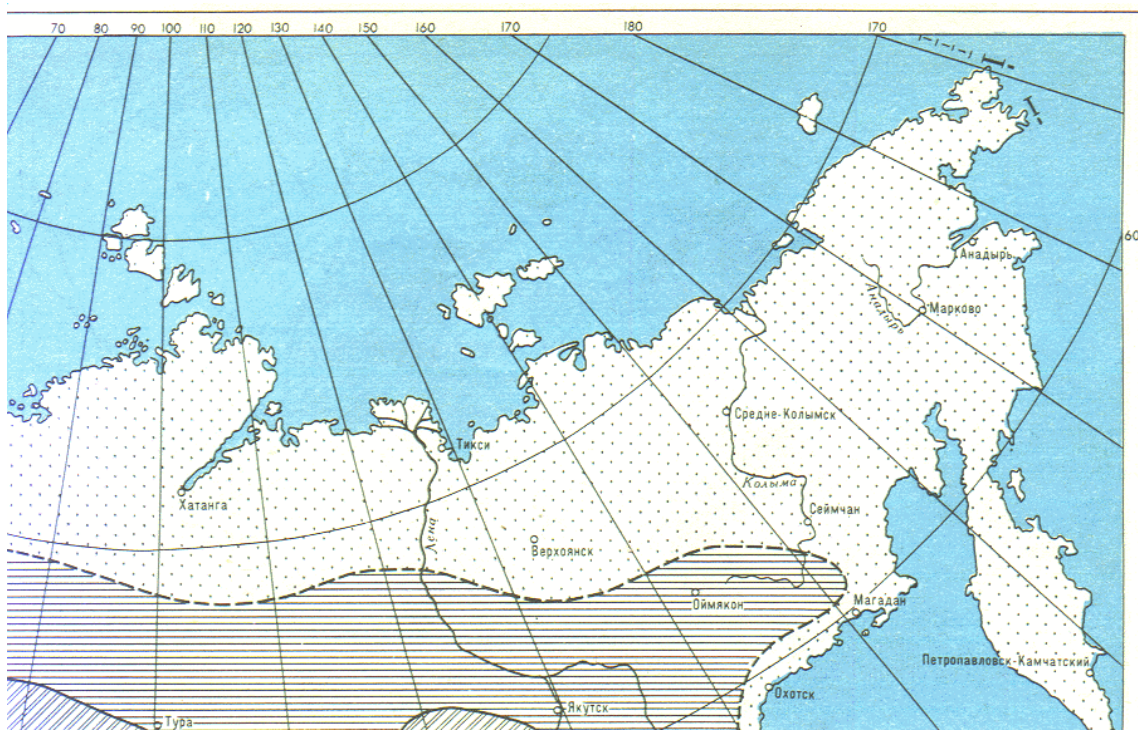 70 80 90 100 110 120 130 140 150 160 170 180 170
60
Анадырь
Анадырь
Марково
Средне-Колымск
Тикси
Колыма
Хатанга
Сеймчан
Лена
Верхоянск
Оймякон
Магадан
Петропавловск-Камчатский
Охотск
Якутск
Тура